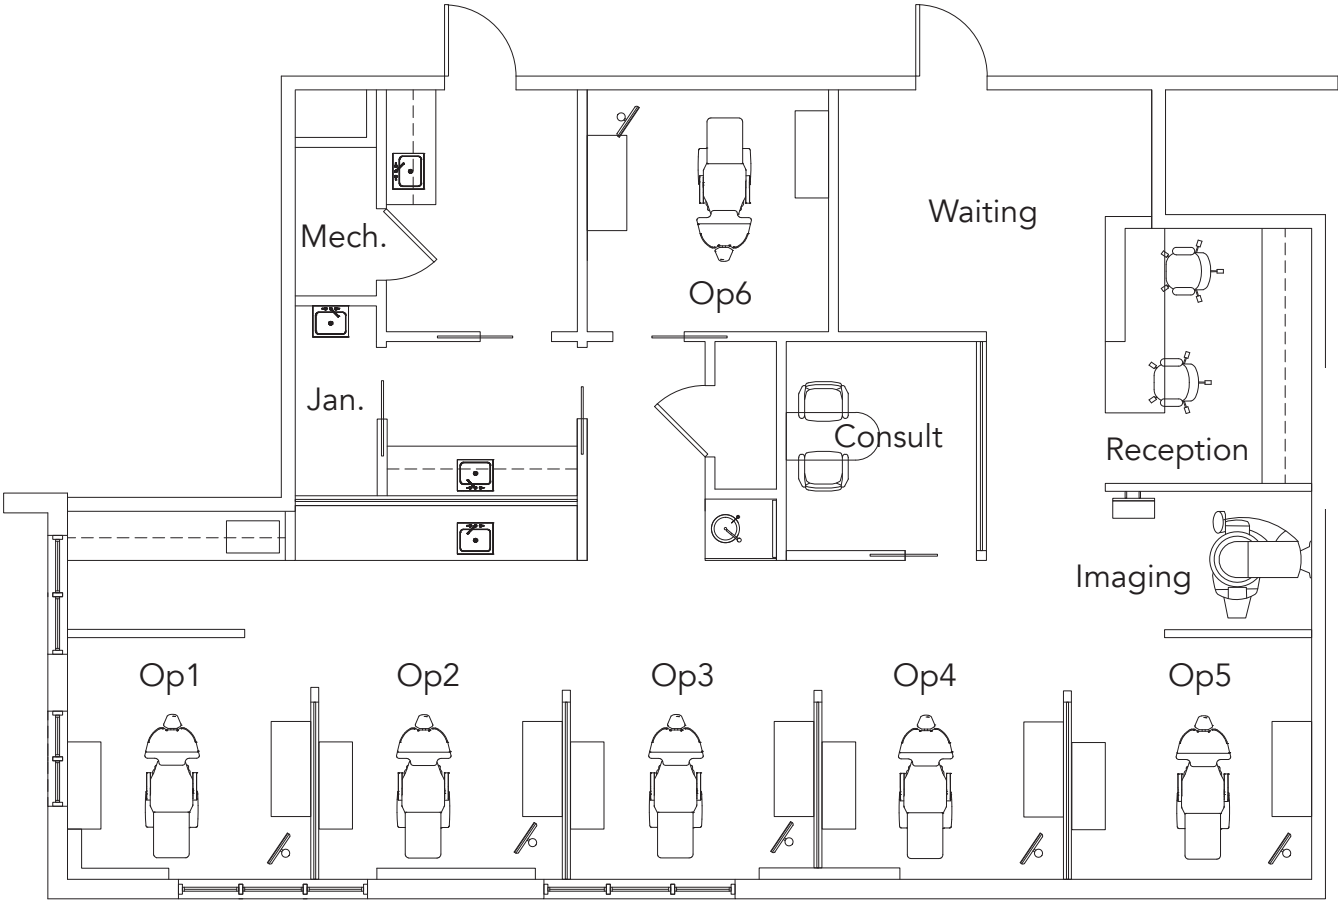 Waiting
Mech.
Op6
Jan.
Consult
Reception
Imaging
Op1
Op2
Op3
Op4
Op5